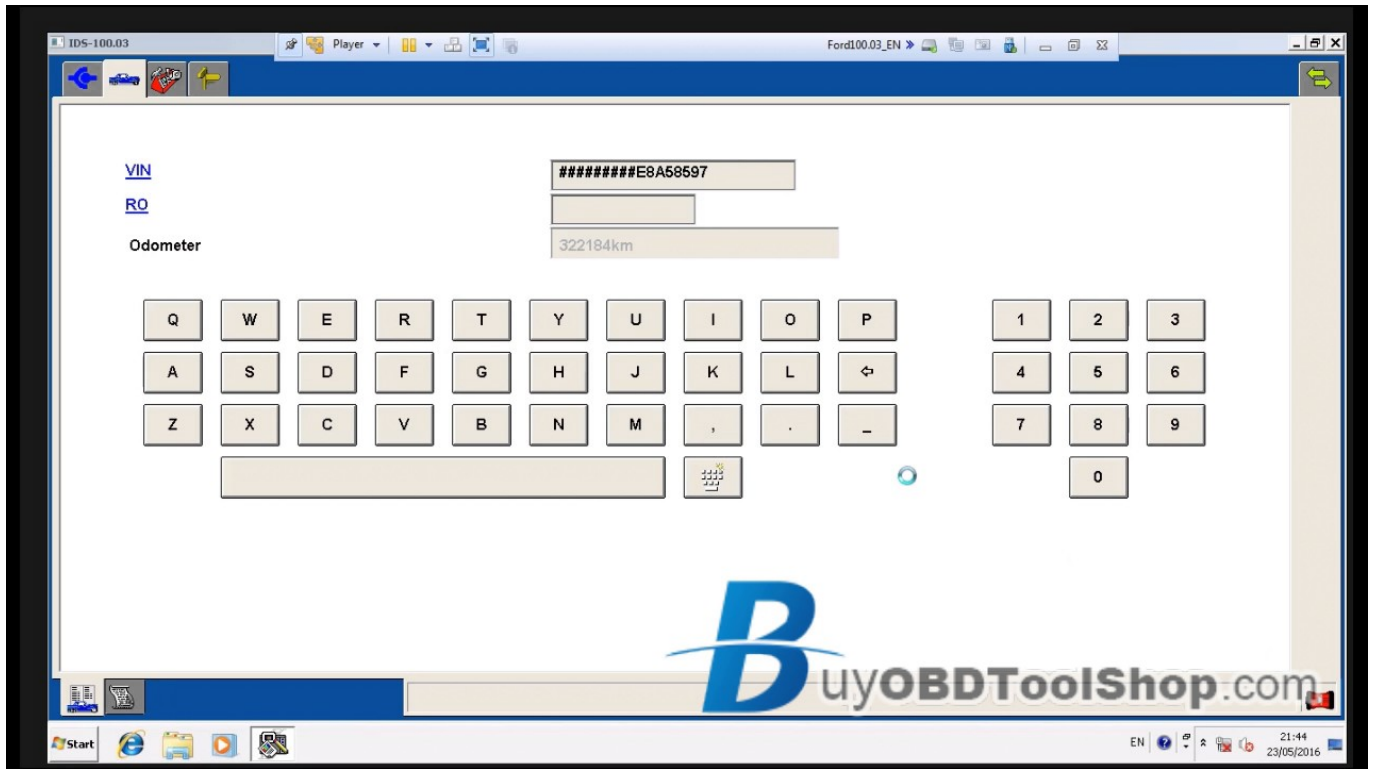 IDS-100.03 Player Ford100.03_EN
VIN #########E8A58597
RO
Odometer 322184km
Q W E R T Y U I O P 1 2 3
A S D F G H J K L 4 5 6
Z X C V B N M , . _ 7 8 9
0
BuyOBDToolShop.com
Start EN 21:44
23/05/2016